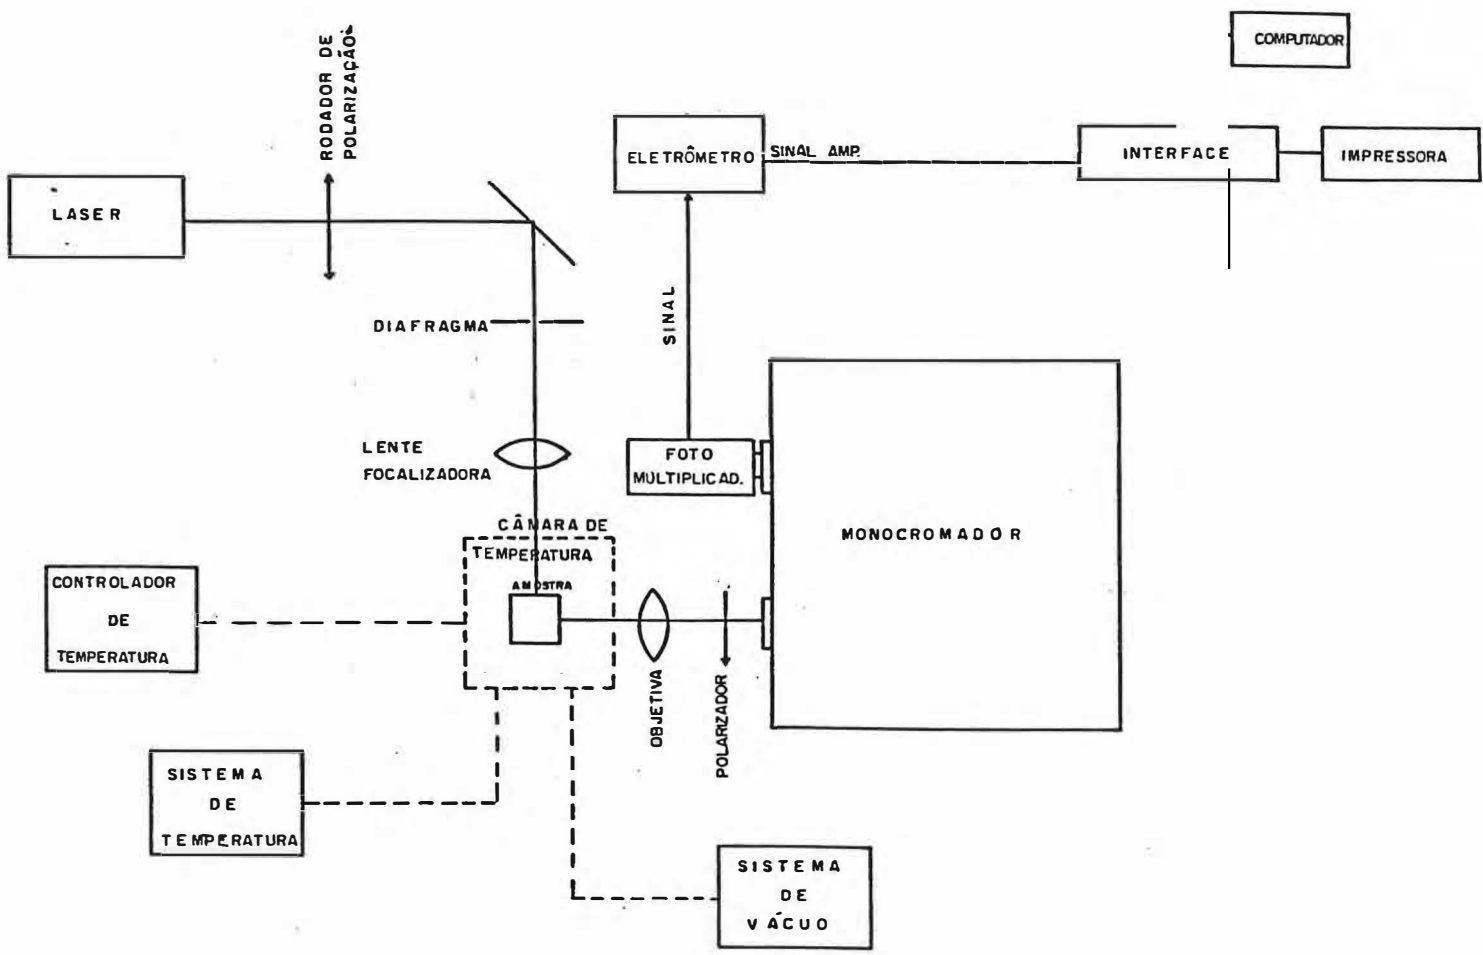 COMPUTADOR
RODADOR DE
POLARIZAÇÃO
ELETRÔMETRO
SINAL AMP.
INTERFACE
IMPRESSORA
LASER
SINAL
DIAFRAGMA
LENTE
FOCALIZADORA
FOTO
MULTIPLICAD.
MONOCROMADOR
CÂMARA DE
TEMPERATURA
AMOSTRA
CONTROLADOR
DE
TEMPERATURA
OBJETIVA
POLARIZADOR
SISTEMA
DE
TEMPERATURA
SISTEMA
DE
VÁCUO